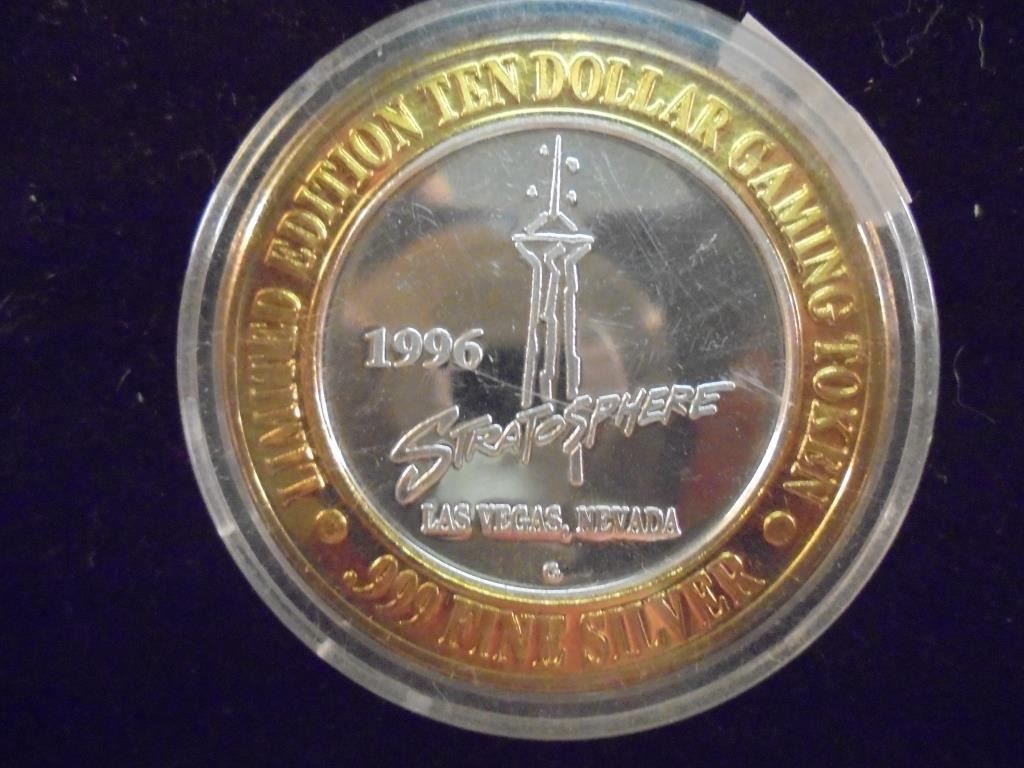 LIMITED EDITION TEN DOLLAR GAMING TOKEN
1996
STRATOSPHERE
LAS VEGAS, NEVADA
G
.999 FINE SILVER